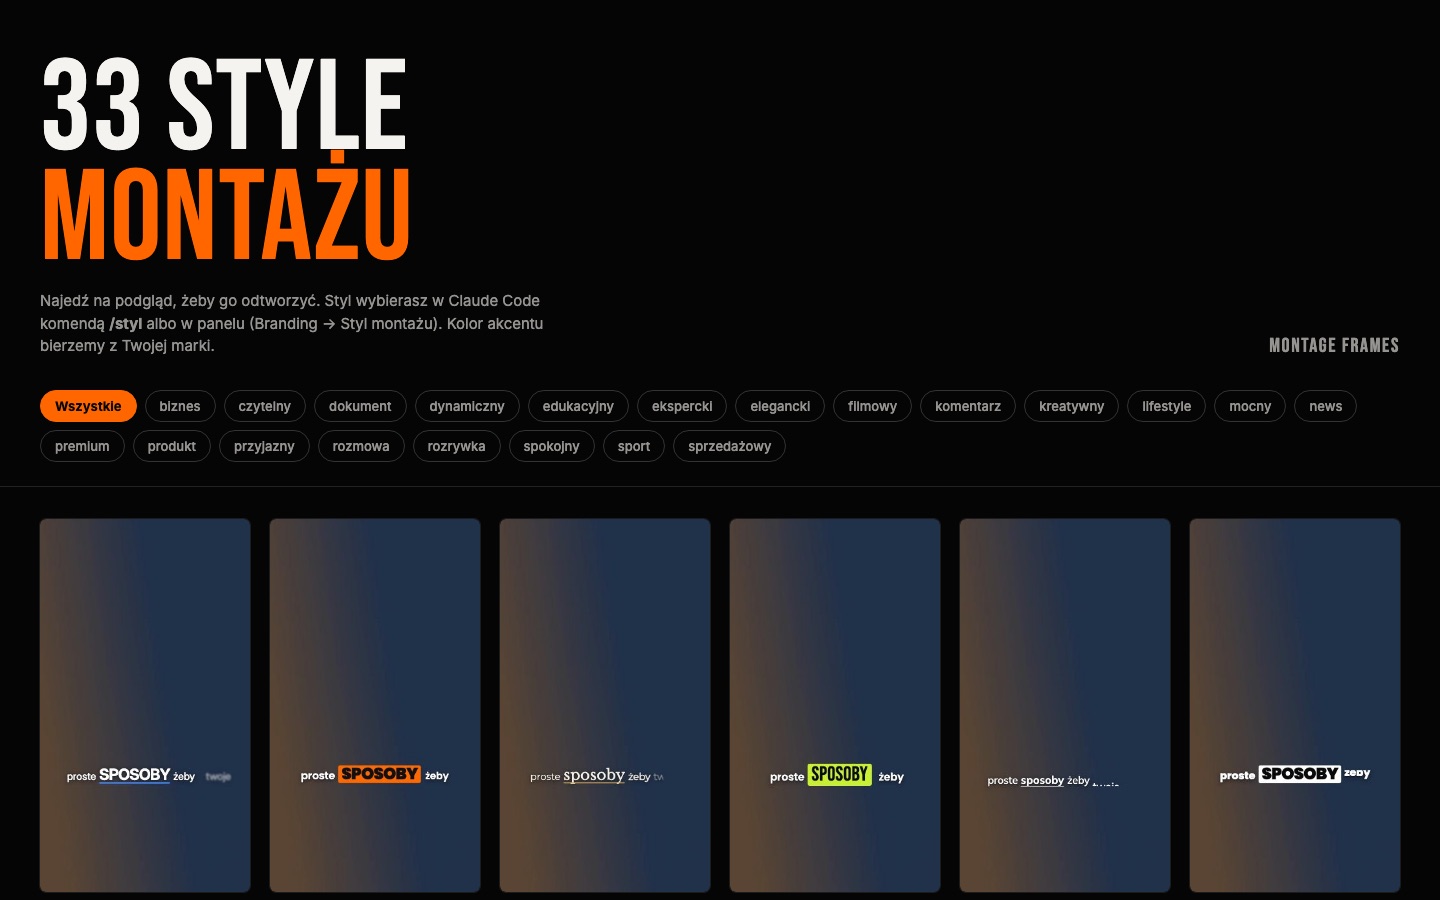 33 STYLE
MONTAŻU
Najedź na podgląd, żeby go odtworzyć. Styl wybierasz w Claude Code
komendą /styl albo w panelu (Branding → Styl montażu). Kolor akcentu
bierzemy z Twojej marki.
MONTAGE FRAMES
Wszystkie biznes czytelny dokument dynamiczny edukacyjny ekspercki elegancki filmowy komentarz kreatywny lifestyle mocny news
premium produkt przyjazny rozmowa rozrywka spokojny sport sprzedażowy
proste SPOSOBY żeby twoje
proste SPOSOBY żeby
proste sposoby żeby
proste SPOSOBY żeby
proste sposoby żeby
proste SPOSOBY żeby